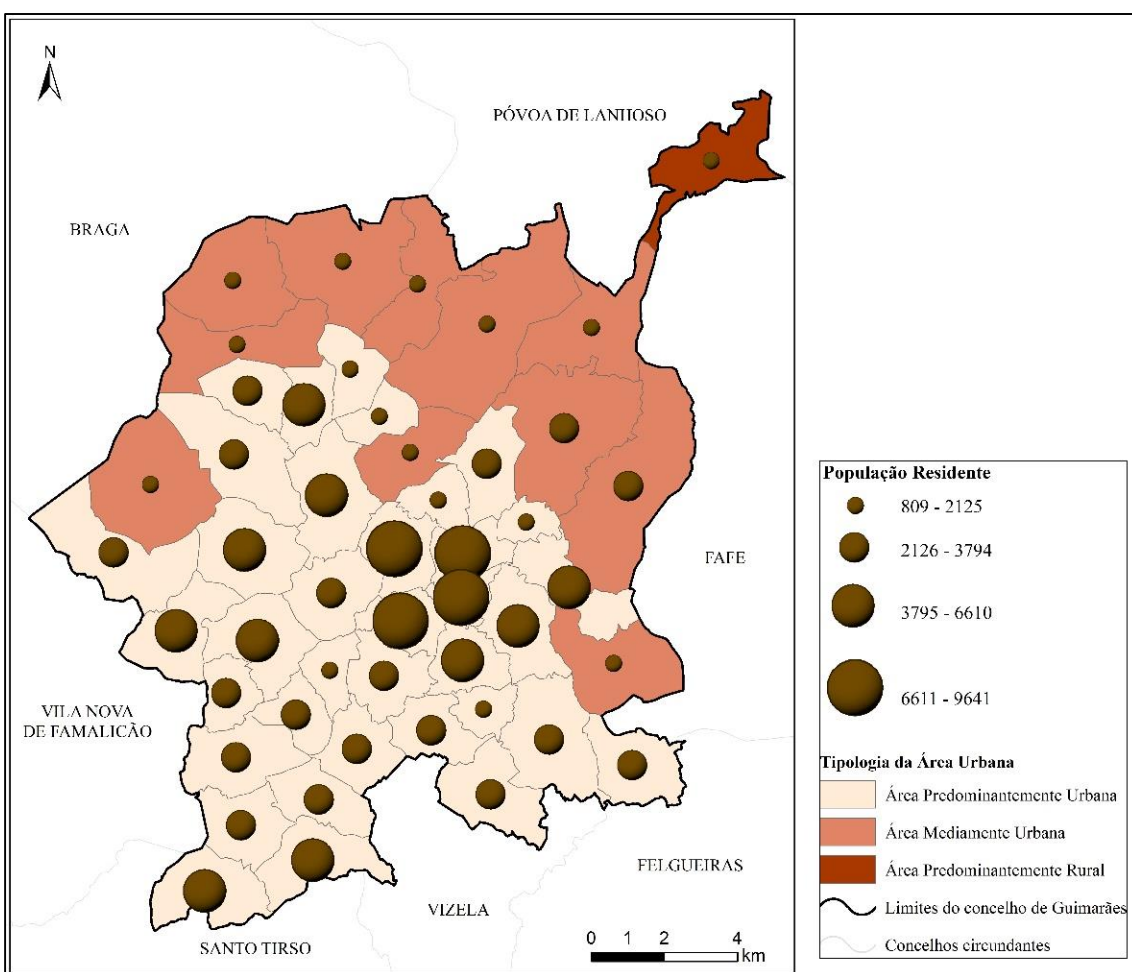 N
PÓVOA DE LANHOSO
BRAGA
FAFE
VILA NOVA
DE FAMALICÃO
FELGUEIRAS
VIZELA
SANTO TIRSO
0 1 2 4
km
População Residente
809 - 2125
2126 - 3794
3795 - 6610
6611 - 9641
Tipologia da Área Urbana
Área Predominantemente Urbana
Área Mediamente Urbana
Área Predominantemente Rural
Limites do concelho de Guimarães
Concelhos circundantes